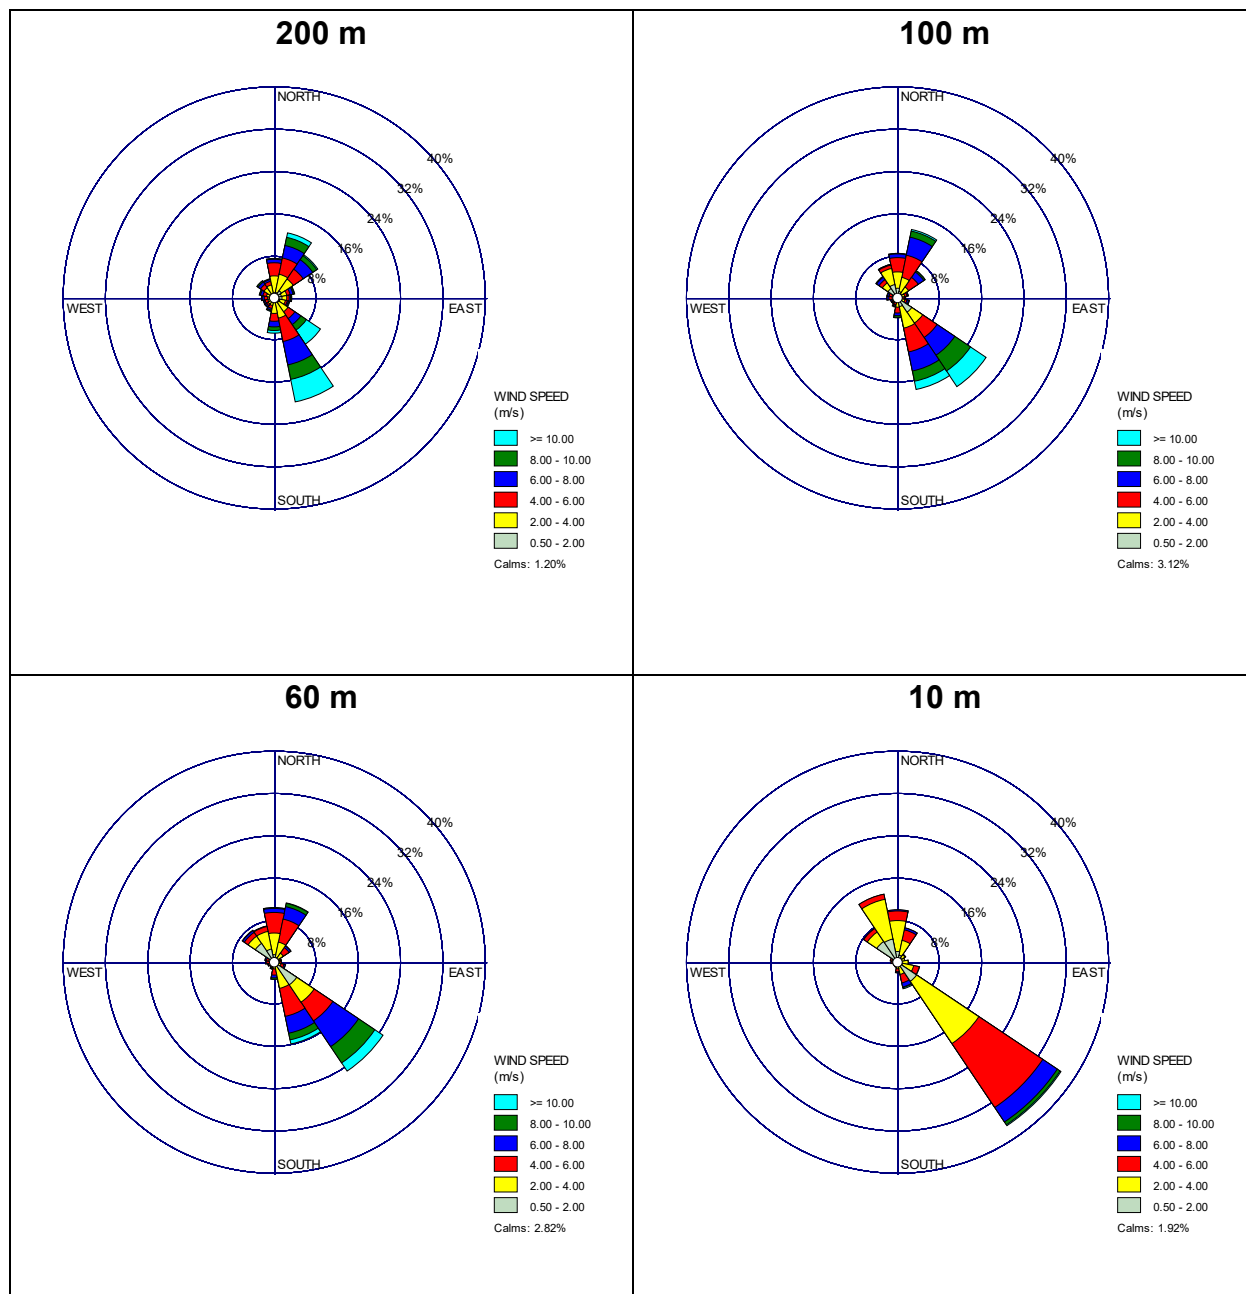 200 m
NORTH
40%
32%
24%
16%
8%
WEST
EAST
SOUTH
WIND SPEED
(m/s)
>= 10.00
8.00 - 10.00
6.00 - 8.00
4.00 - 6.00
2.00 - 4.00
0.50 - 2.00
Calms: 1.20%
100 m
NORTH
40%
32%
24%
16%
8%
WEST
EAST
SOUTH
WIND SPEED
(m/s)
>= 10.00
8.00 - 10.00
6.00 - 8.00
4.00 - 6.00
2.00 - 4.00
0.50 - 2.00
Calms: 3.12%
60 m
NORTH
40%
32%
24%
16%
8%
WEST
EAST
SOUTH
WIND SPEED
(m/s)
>= 10.00
8.00 - 10.00
6.00 - 8.00
4.00 - 6.00
2.00 - 4.00
0.50 - 2.00
Calms: 2.82%
10 m
NORTH
40%
32%
24%
16%
8%
WEST
EAST
SOUTH
WIND SPEED
(m/s)
>= 10.00
8.00 - 10.00
6.00 - 8.00
4.00 - 6.00
2.00 - 4.00
0.50 - 2.00
Calms: 1.92%